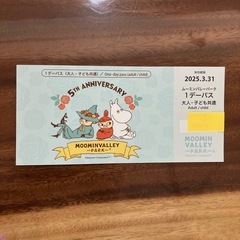 1デーパス(大人・子ども共通) / One-day pass (adult / child)
5TH ANNIVERSARY
MOOMINVALLEY
PARK
有効期限
2025.3.31
ムーミンバレーパーク
1デーパス
大人・子ども共通
Adult / child
MOOMIN
VALLEY
PARK